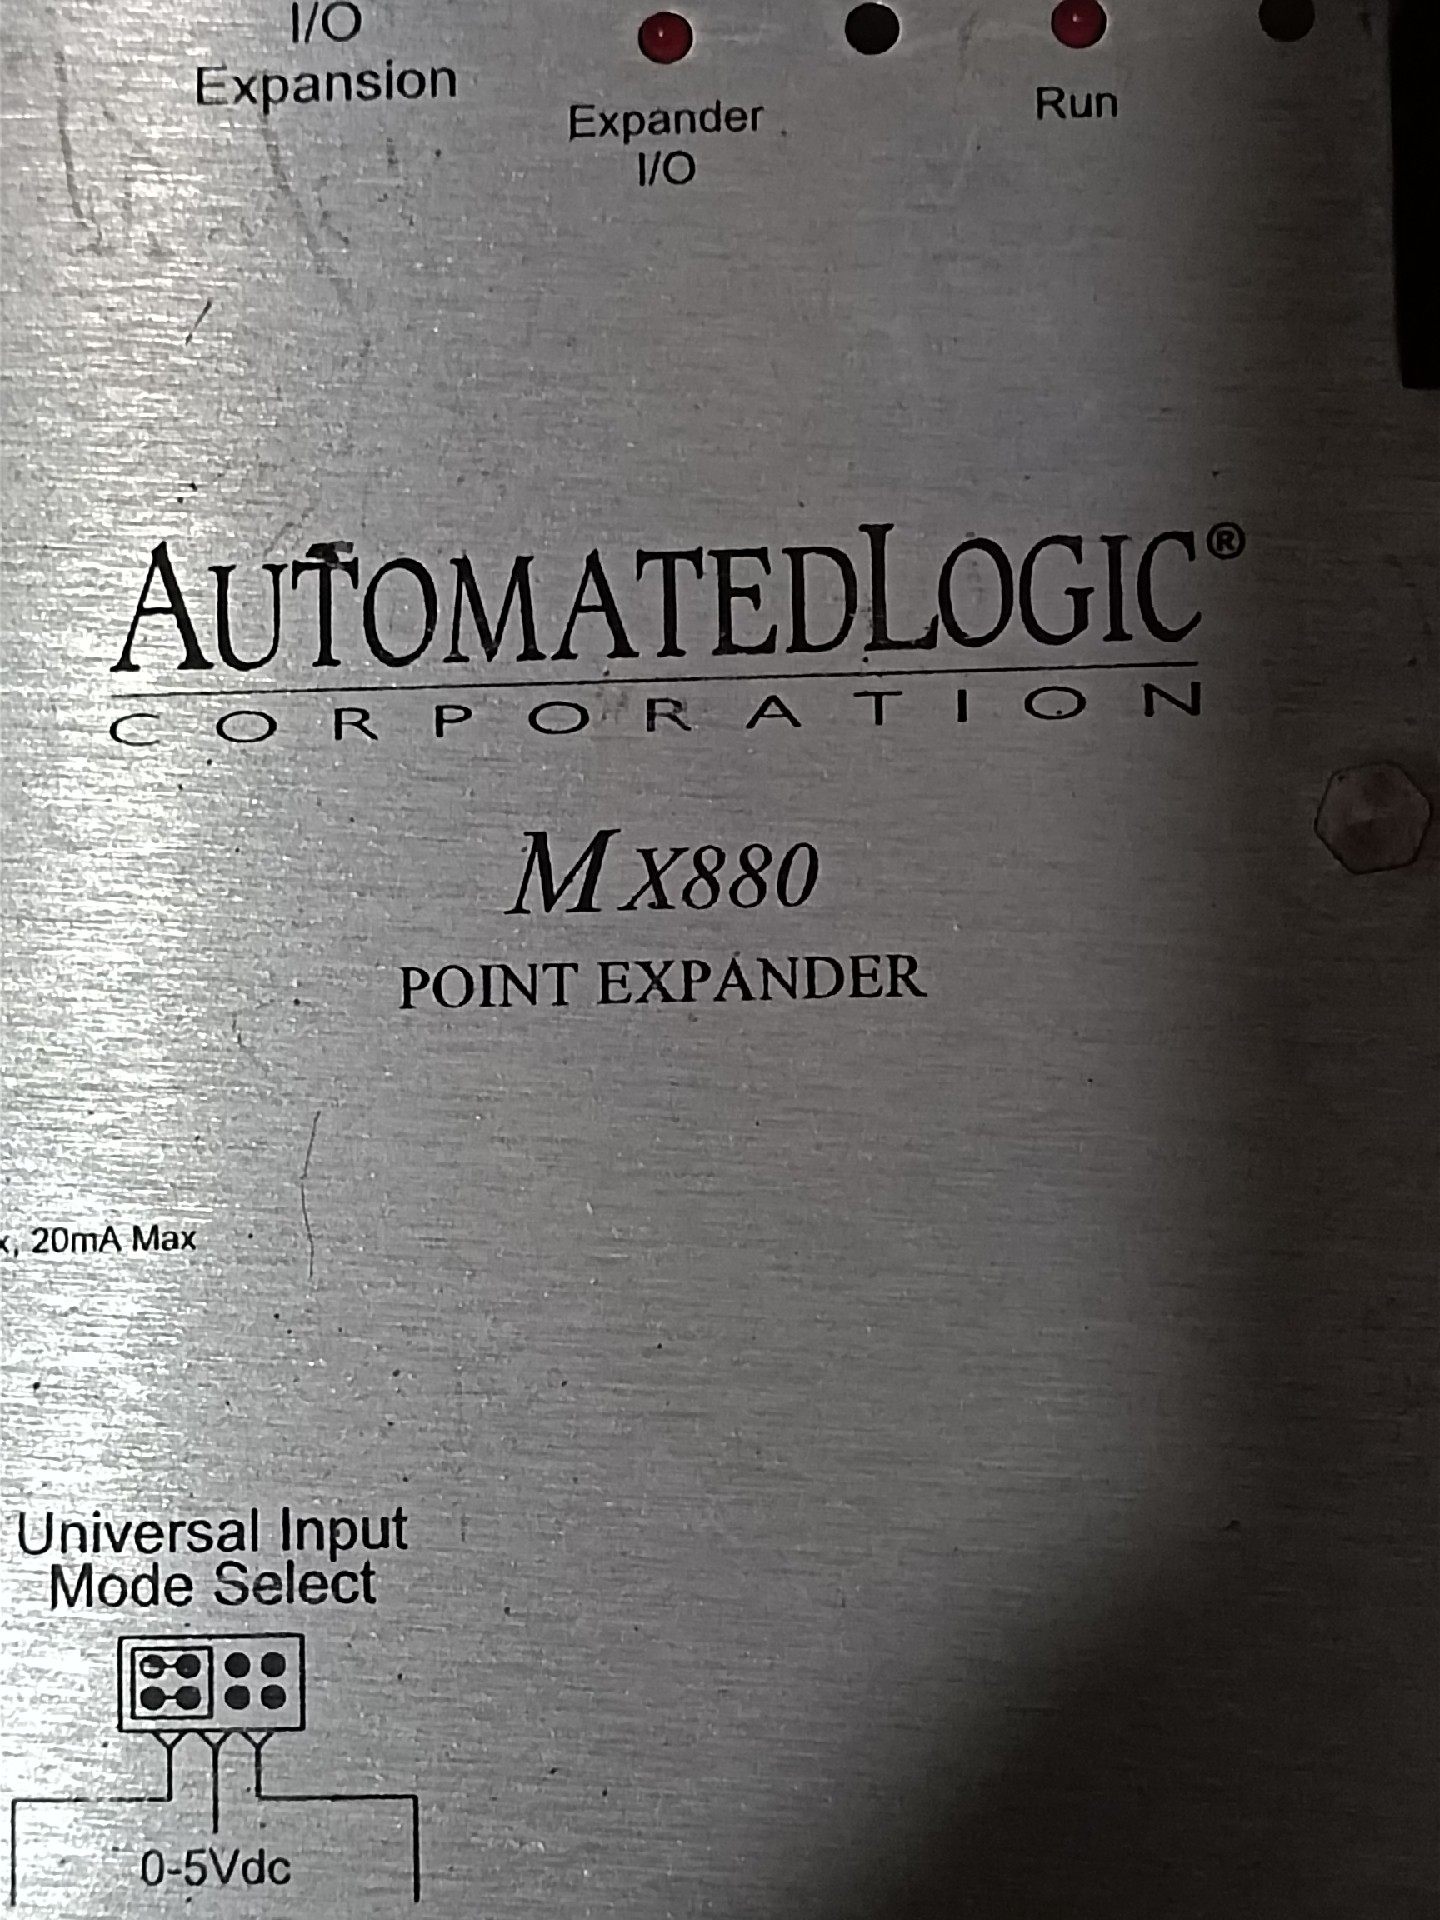 I/O
Expansion
Expander
I/O
Run
AUTOMATEDLOGIC®
CORPORATION
MX880
POINT EXPANDER
, 20mA Max
Universal Input
Mode Select
0-5Vdc